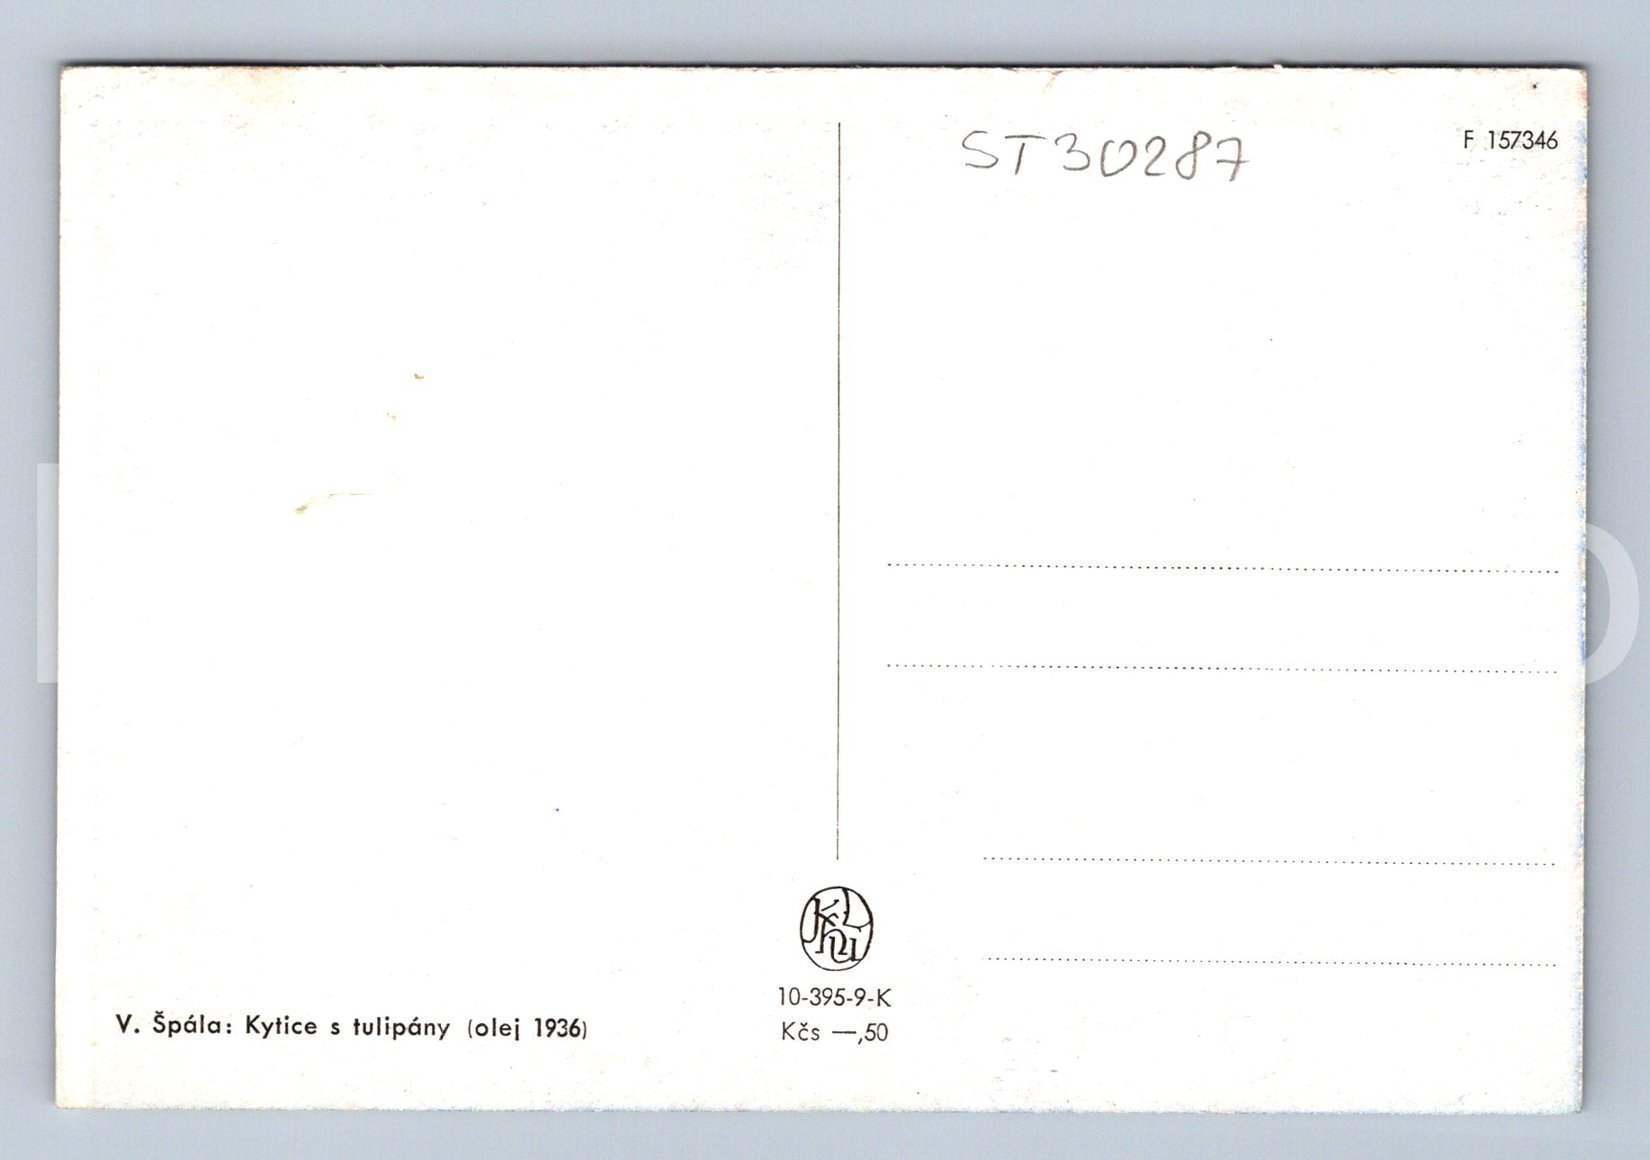 ST30287
F 157346
V. Špála: Kytice s tulipány (olej 1936)
10-395-9-K
Kčs —,50